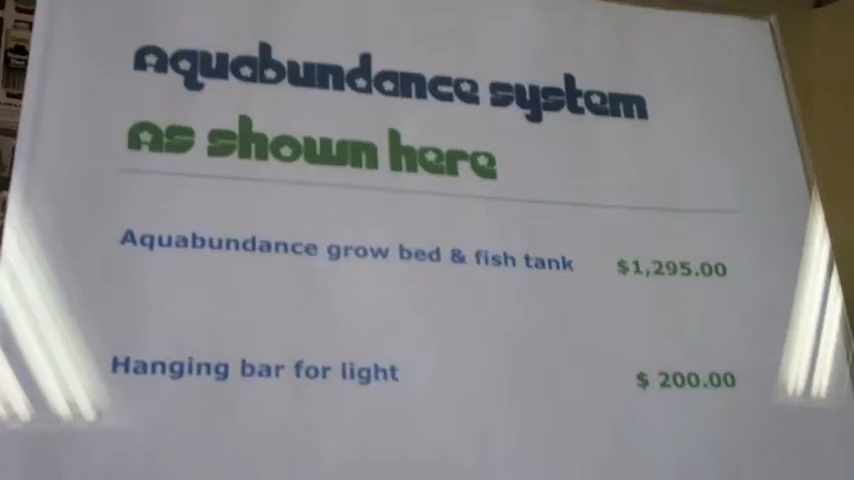 aquabundance system
as shown here
Aquabundance grow bed & fish tank $1,295.00
Hanging bar for light $ 200.00